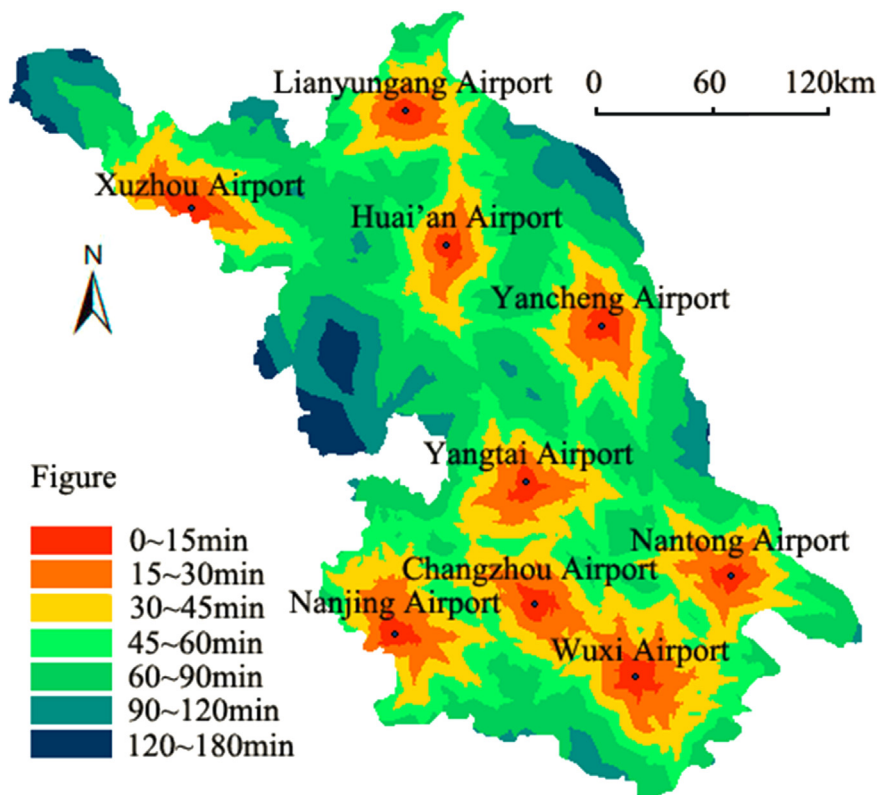 Lianyungang Airport
0 60 120km
Xuzhou Airport
Huai'an Airport
N
Yancheng Airport
Yangtai Airport
Figure
Nantong Airport
0~15min
Changzhou Airport
15~30min
Nanjing Airport
30~45min
45~60min
Wuxi Airport
60~90min
90~120min
120~180min